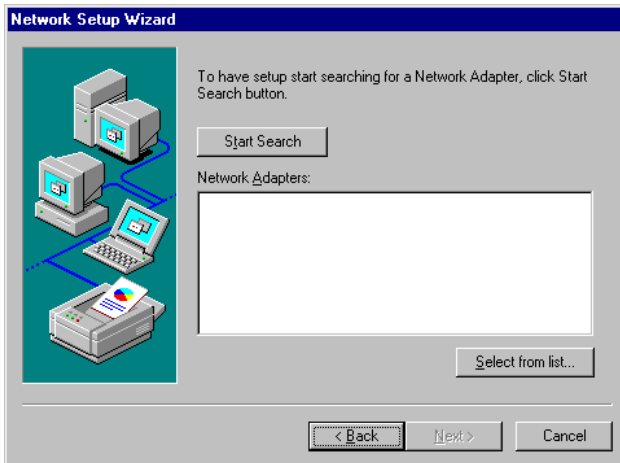 Network Setup Wizard
To have setup start searching for a Network Adapter, click Start
Search button.
Start Search
Network Adapters:
Select from list...
< Back Next > Cancel